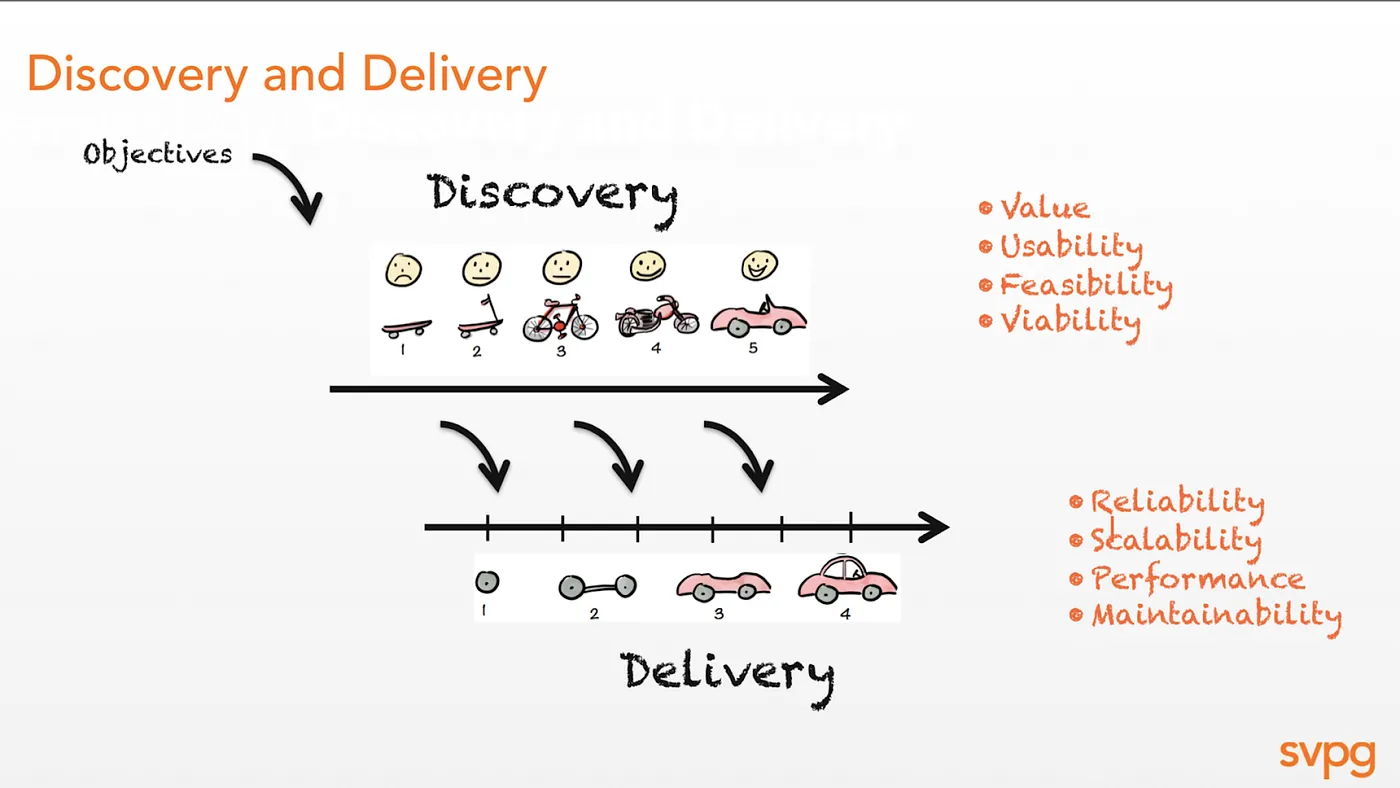 Discovery and Delivery
Objectives
Discovery
1 2 3 4 5
• Value
• Usability
• Feasibility
• Viability
1 2 3 4
• Reliability
• Scalability
• Performance
• Maintainability
Delivery
svpg